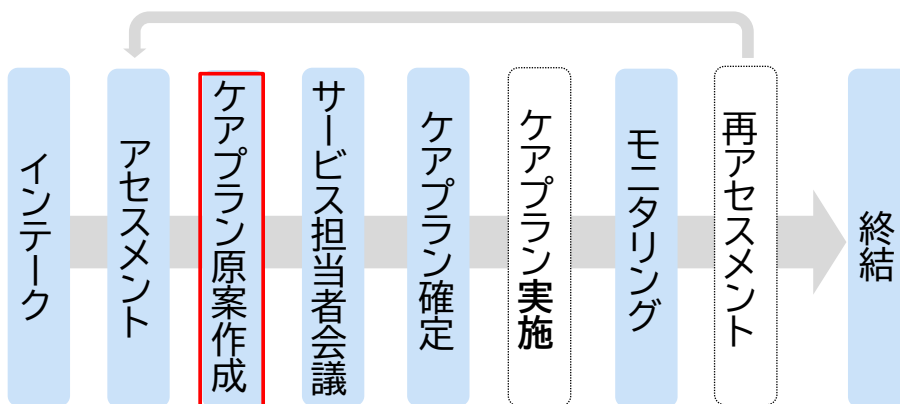 インテーク
アセスメント
ケアプラン原案作成
サービス担当者会議
ケアプラン確定
ケアプラン実施
モニタリング
再アセスメント
終結